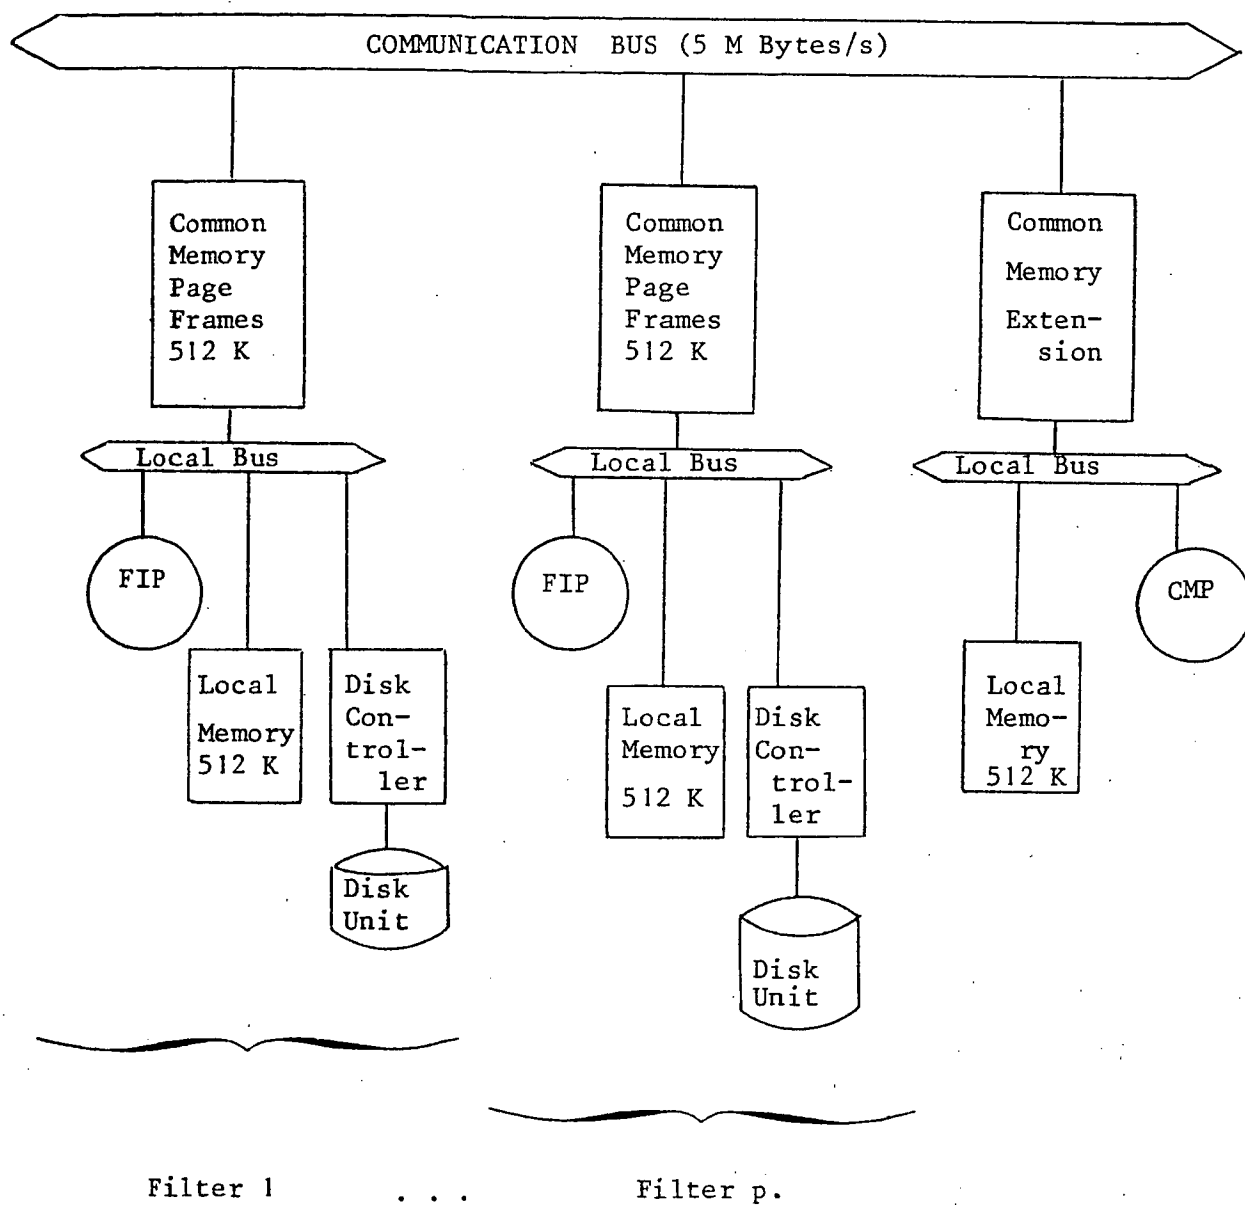 COMMUNICATION BUS (5 M Bytes/s)
Common
Memory
Page
Frames
512 K
Common
Memory
Page
Frames
512 K
Common
Memory
Exten-
sion
Local Bus
Local Bus
Local Bus
FIP
FIP
CMP
Local
Memory
512 K
Disk
Con-
trol-
ler
Local
Memory
512 K
Disk
Con-
trol-
ler
Local
Memo-
ry
512 K
Disk
Unit
Disk
Unit
Filter 1 . . . Filter p.